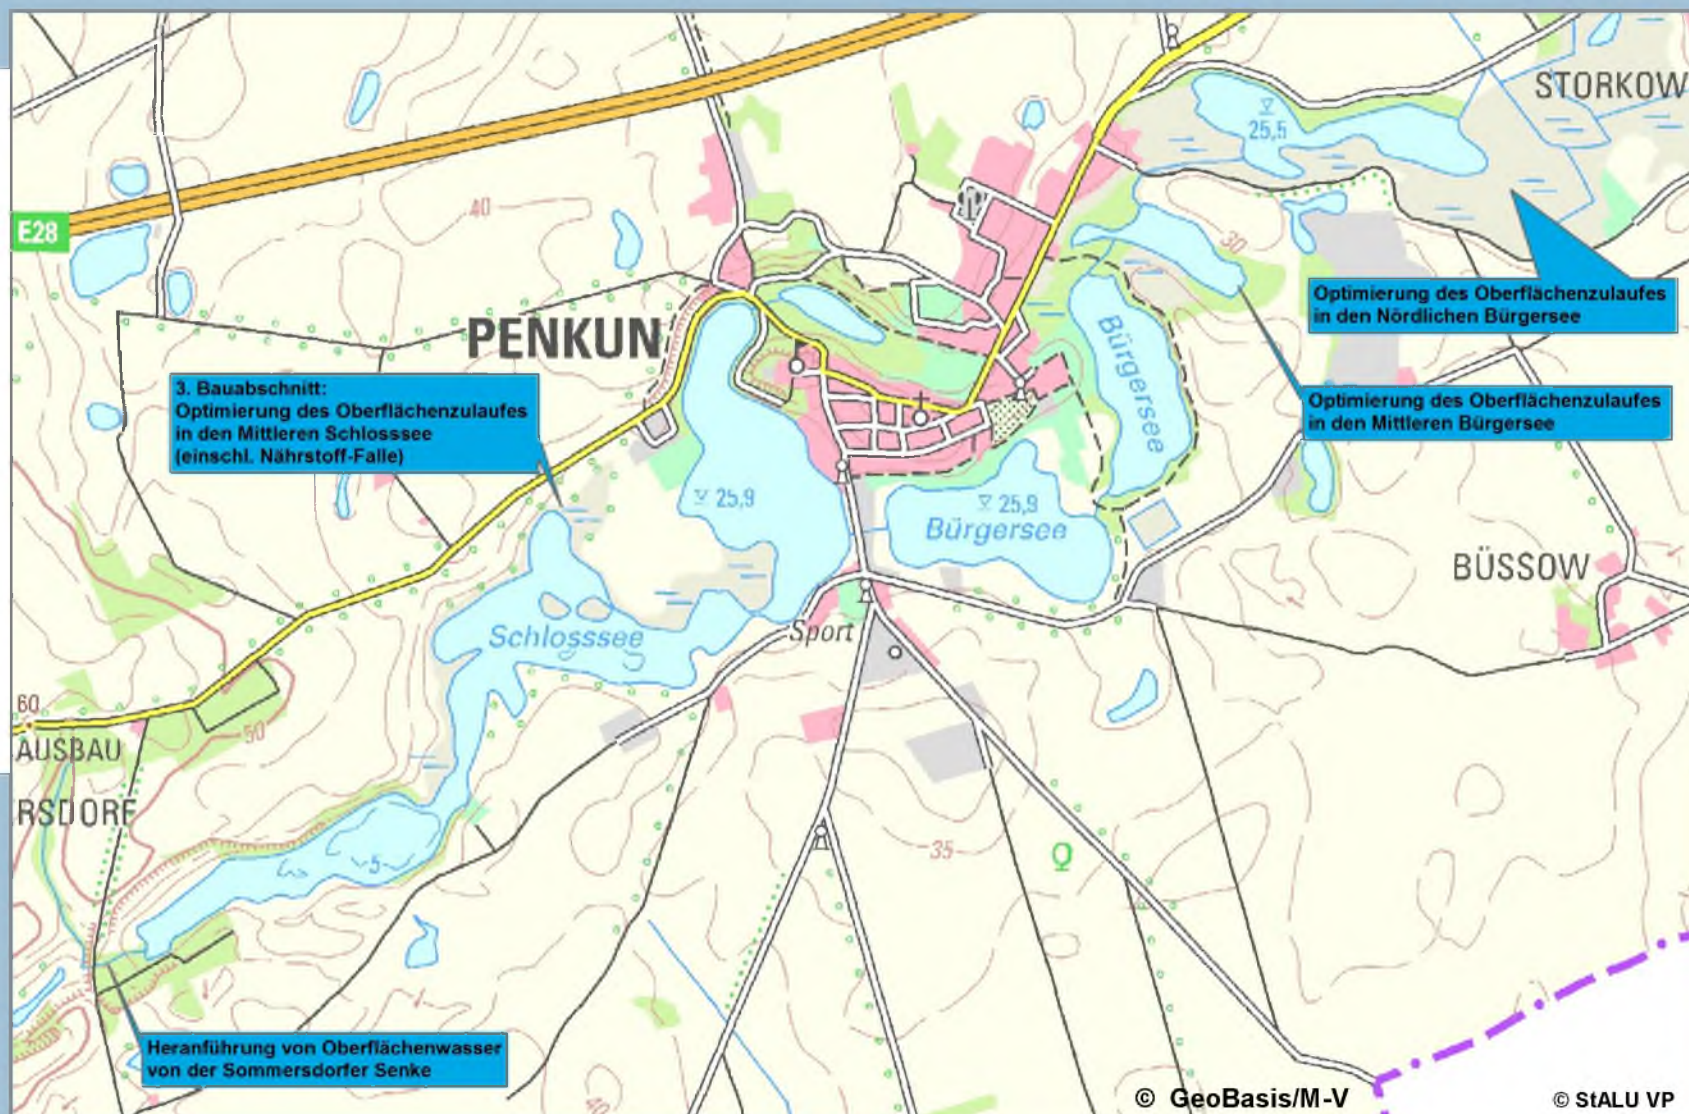 STORKOW
25,5
40
E28
30
Optimierung des Oberflächenzulaufes
in den Nördlichen Bürgersee
PENKUN
Bürgersee
3. Bauabschnitt:
Optimierung des Oberflächenzulaufes
in den Mittleren Schlosssee
(einschl. Nährstoff-Falle)
Optimierung des Oberflächenzulaufes
in den Mittleren Bürgersee
25,9
25,9
Bürgersee
BÜSSOW
Schlosssee
Sport
60
AUSBAU
50
RSDORF
35
5
Heranführung von Oberflächenwasser
von der Sommersdorfer Senke
40
© GeoBasis/M-V
© StALU VP